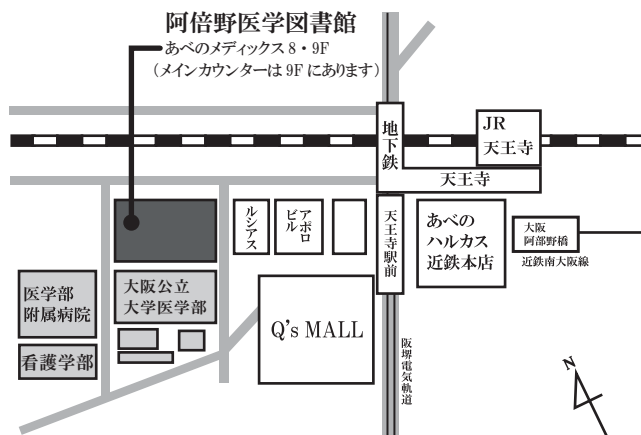 阿倍野医学図書館
あべのメディックス 8・9F
（メインカウンターは 9F にあります）
地下鉄
天王寺
JR
天王寺
ルシアス
アポロ
ビル
天王寺駅前
あべの
ハルカス
近鉄本店
大阪
阿部野橋
近鉄南大阪線
医学部
附属病院
大阪公立
大学医学部
看護学部
Q's MALL
阪堺電気軌道
N